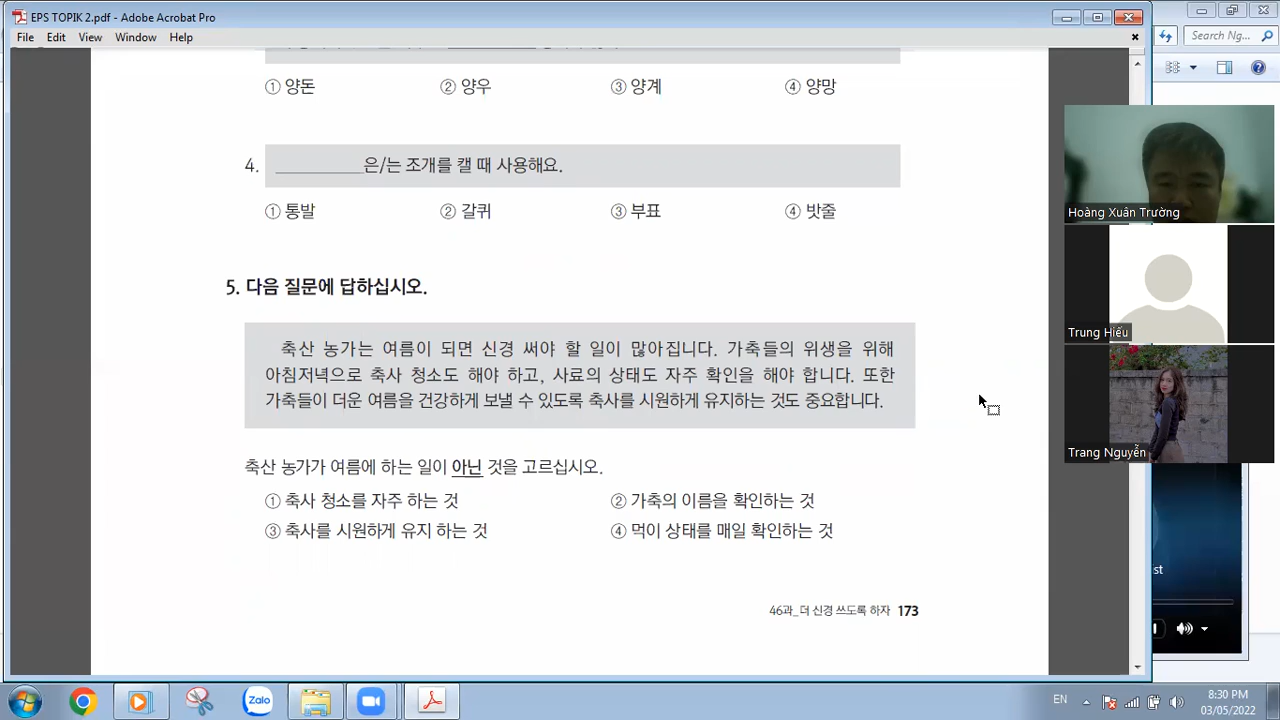 EPS TOPIK 2.pdf - Adobe Acrobat Pro
File Edit View Window Help
Search Ng...
① 양돈 ② 양우 ③ 양계 ④ 양망
4. ________은/는 조개를 캘 때 사용해요.
① 통발 ② 갈퀴 ③ 부표 ④ 밧줄
5. 다음 질문에 답하십시오.
축산 농가는 여름이 되면 신경 써야 할 일이 많아집니다. 가축들의 위생을 위해
아침저녁으로 축사 청소도 해야 하고, 사료의 상태도 자주 확인을 해야 합니다. 또한
가축들이 더운 여름을 건강하게 보낼 수 있도록 축사를 시원하게 유지하는 것도 중요합니다.
축산 농가가 여름에 하는 일이 아닌 것을 고르십시오.
① 축사 청소를 자주 하는 것 ② 가축의 이름을 확인하는 것
③ 축사를 시원하게 유지 하는 것 ④ 먹이 상태를 매일 확인하는 것
46과_더 신경 쓰도록 하자 173
Hoàng Xuân Trường
Trung Hiếu
Trang Nguyễn
st
Zalo
EN
8:30 PM
03/05/2022